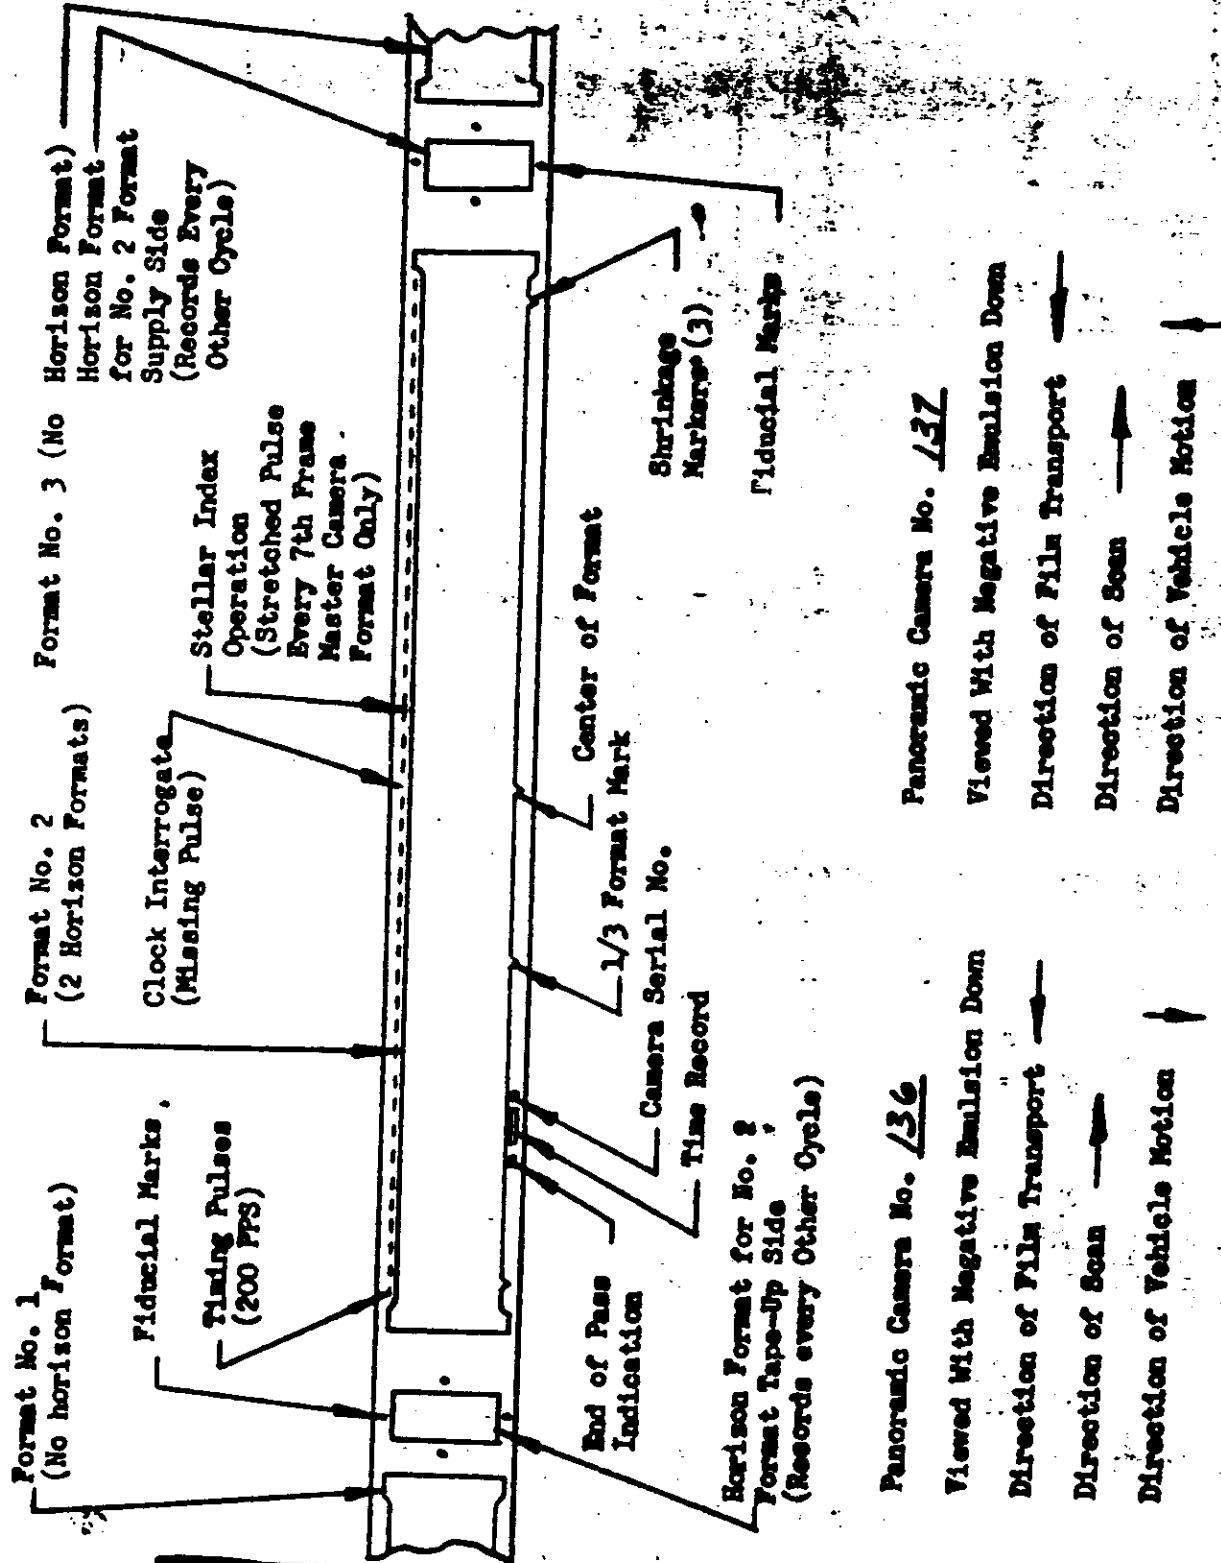 Format No. 1
(No horizon Format)
Format No. 2
(2 Horizon Formats)
Format No. 3 (No Horizon Format)
Horizon Format
for No. 2 Format
Supply Side
(Records Every
Other Cycle)
Fiducial Marks
Timing Pulses
(200 PPS)
Clock Interrogate
(Missing Pulse)
Stellar Index
Operation
(Stretched Pulse
Every 7th Frame
Master Camera
Format Only)
End of Pass
Indication
Horizon Format for No. 2
Format Tape-Up Side
(Records every Other Cycle)
Time Record
Camera Serial No.
1/3 Format Mark
Center of Format
Shrinkage
Markers (3)
Fiducial Marks
Panoramic Camera No. 136
Viewed With Negative Emulsion Down
Direction of Film Transport
Direction of Scan
Direction of Vehicle Motion
Panoramic Camera No. 137
Viewed With Negative Emulsion Down
Direction of Film Transport
Direction of Scan
Direction of Vehicle Motion